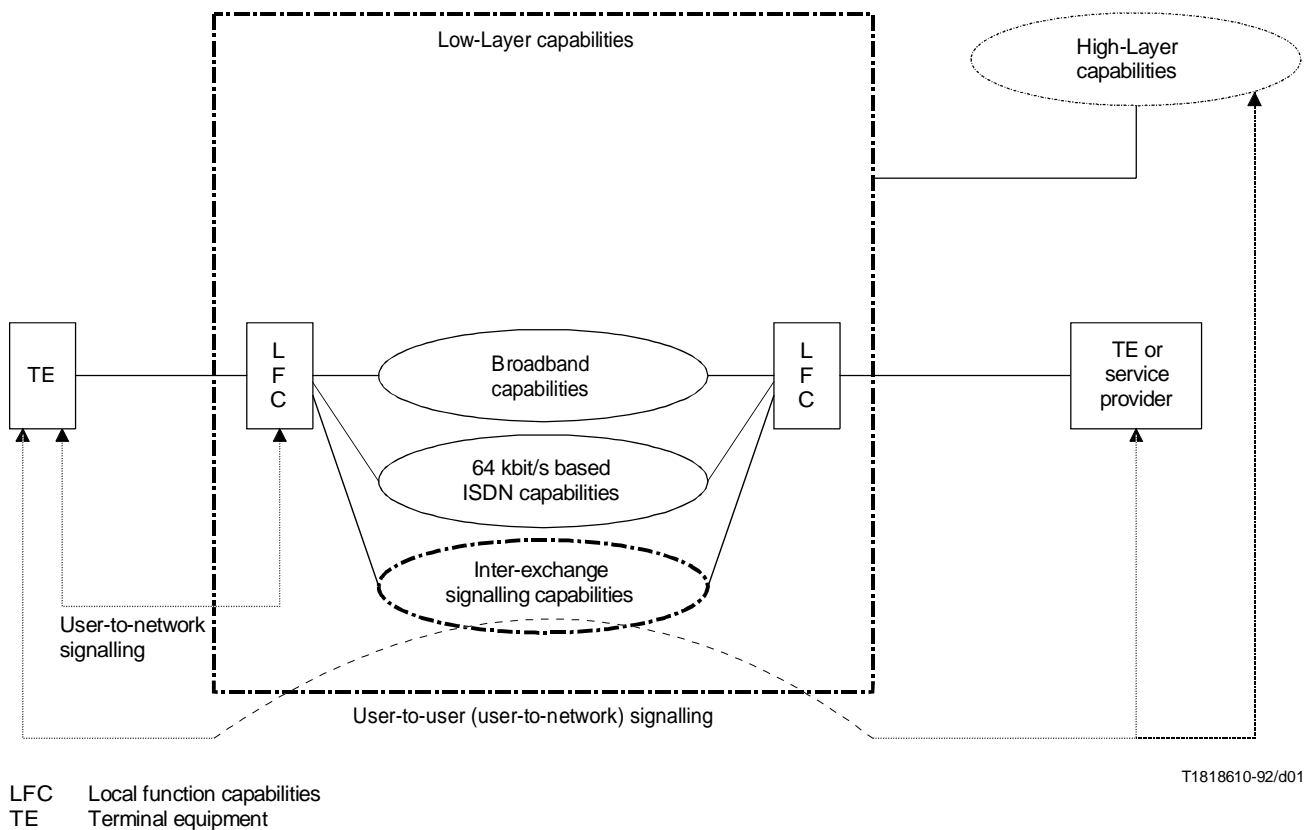 Low-Layer capabilities
High-Layer
capabilities
TE
L
F
C
Broadband
capabilities
L
F
C
TE or
service
provider
64 kbit/s based
ISDN capabilities
Inter-exchange
signalling capabilities
User-to-network
signalling
User-to-user (user-to-network) signalling
T1818610-92/d01
LFC Local function capabilities
TE Terminal equipment